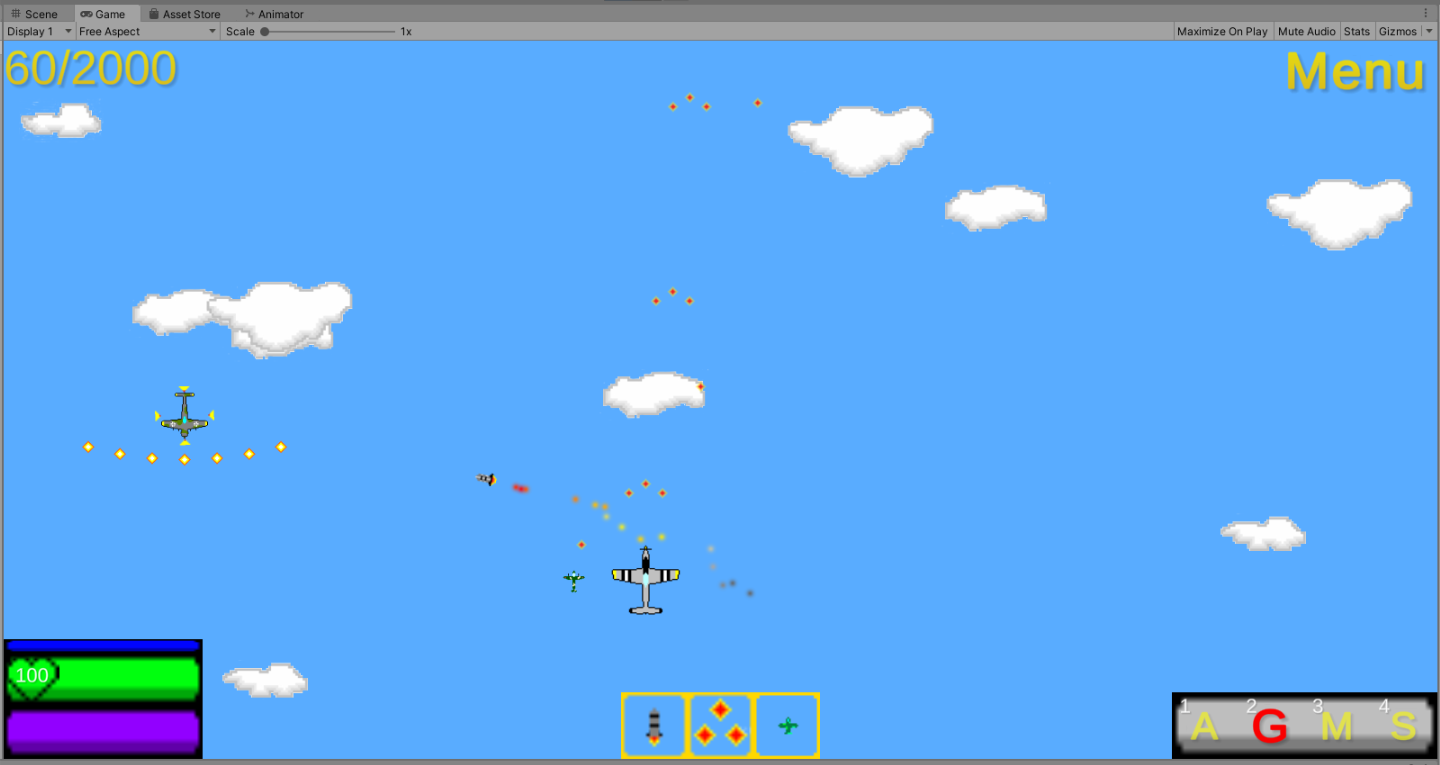 Scene Game Asset Store Animator
Display 1 Free Aspect Scale 1x Maximize On Play Mute Audio Stats Gizmos
60/2000 Menu
100
1 A 2 G 3 M 4 S